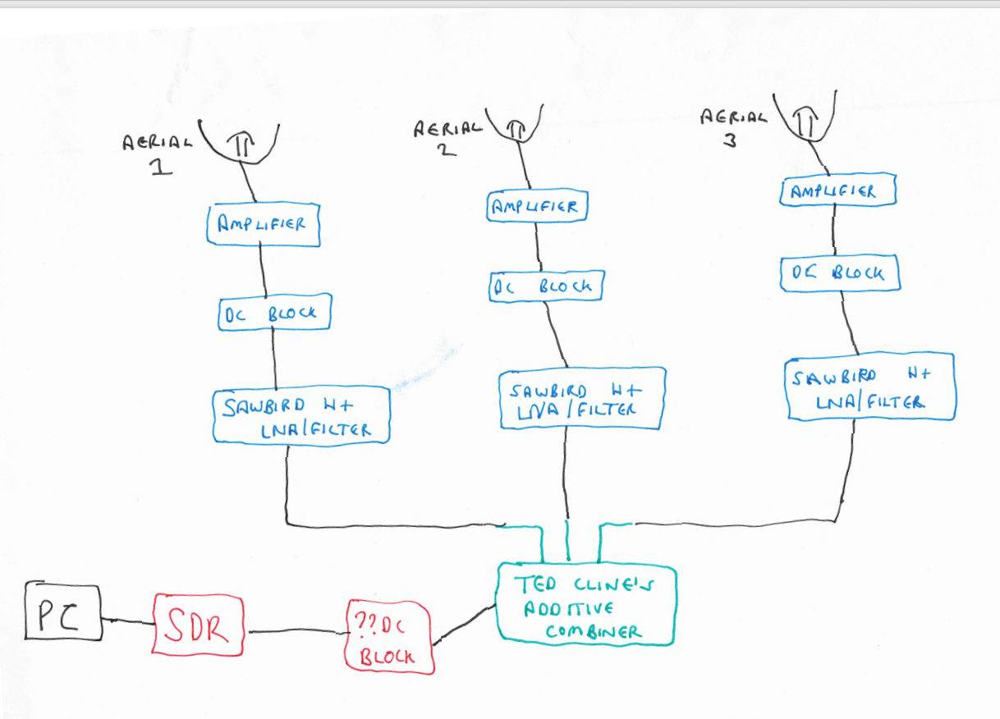 AERIAL
1
AERIAL
2
AERIAL
3
AMPLIFIER
AMPLIFIER
AMPLIFIER
DC BLOCK
DC BLOCK
DC BLOCK
SAWBIRD H+
LNA/FILTER
SAWBIRD H+
LNA/FILTER
SAWBIRD H+
LNA/FILTER
TED CLINE'S
ADDITIVE
COMBINER
??DC
BLOCK
SDR
PC